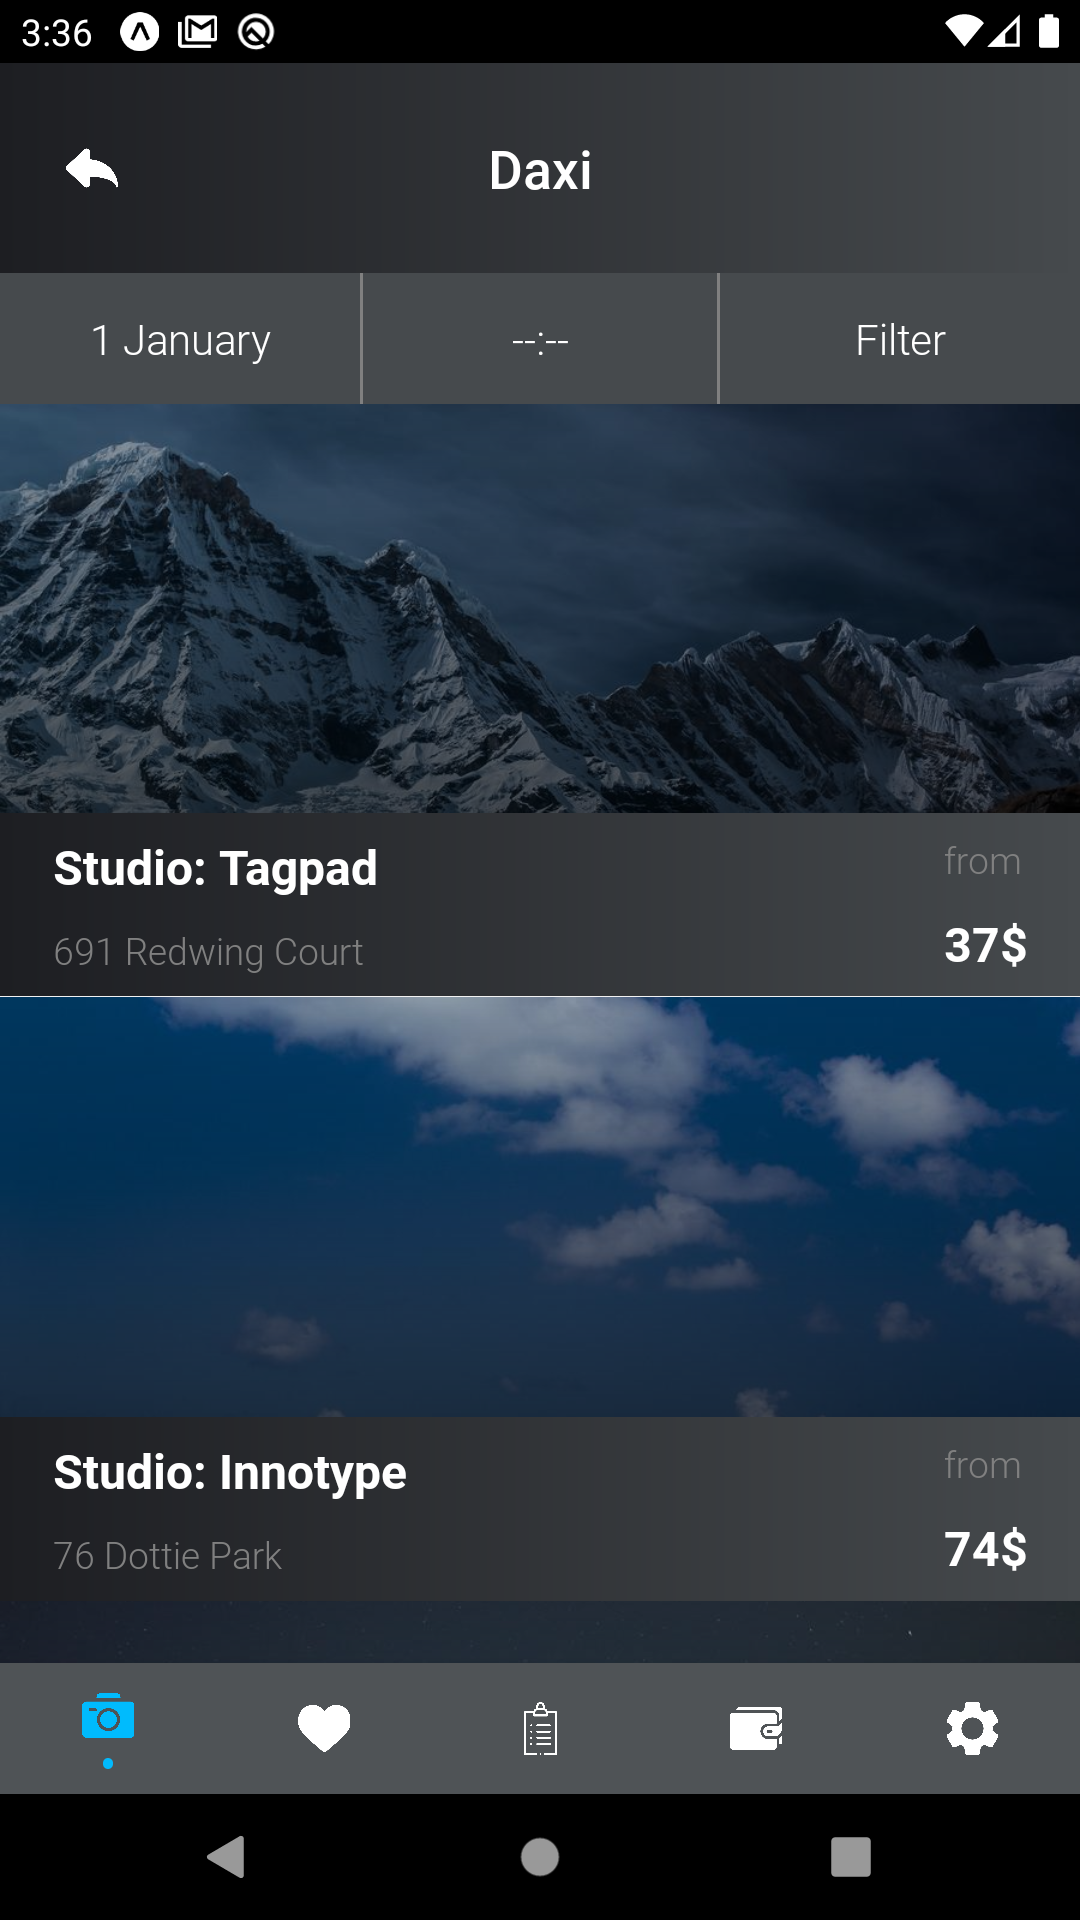 3:36
Daxi
1 January
--:--
Filter
Studio: Tagpad
from
691 Redwing Court
37$
Studio: Innotype
from
76 Dottie Park
74$